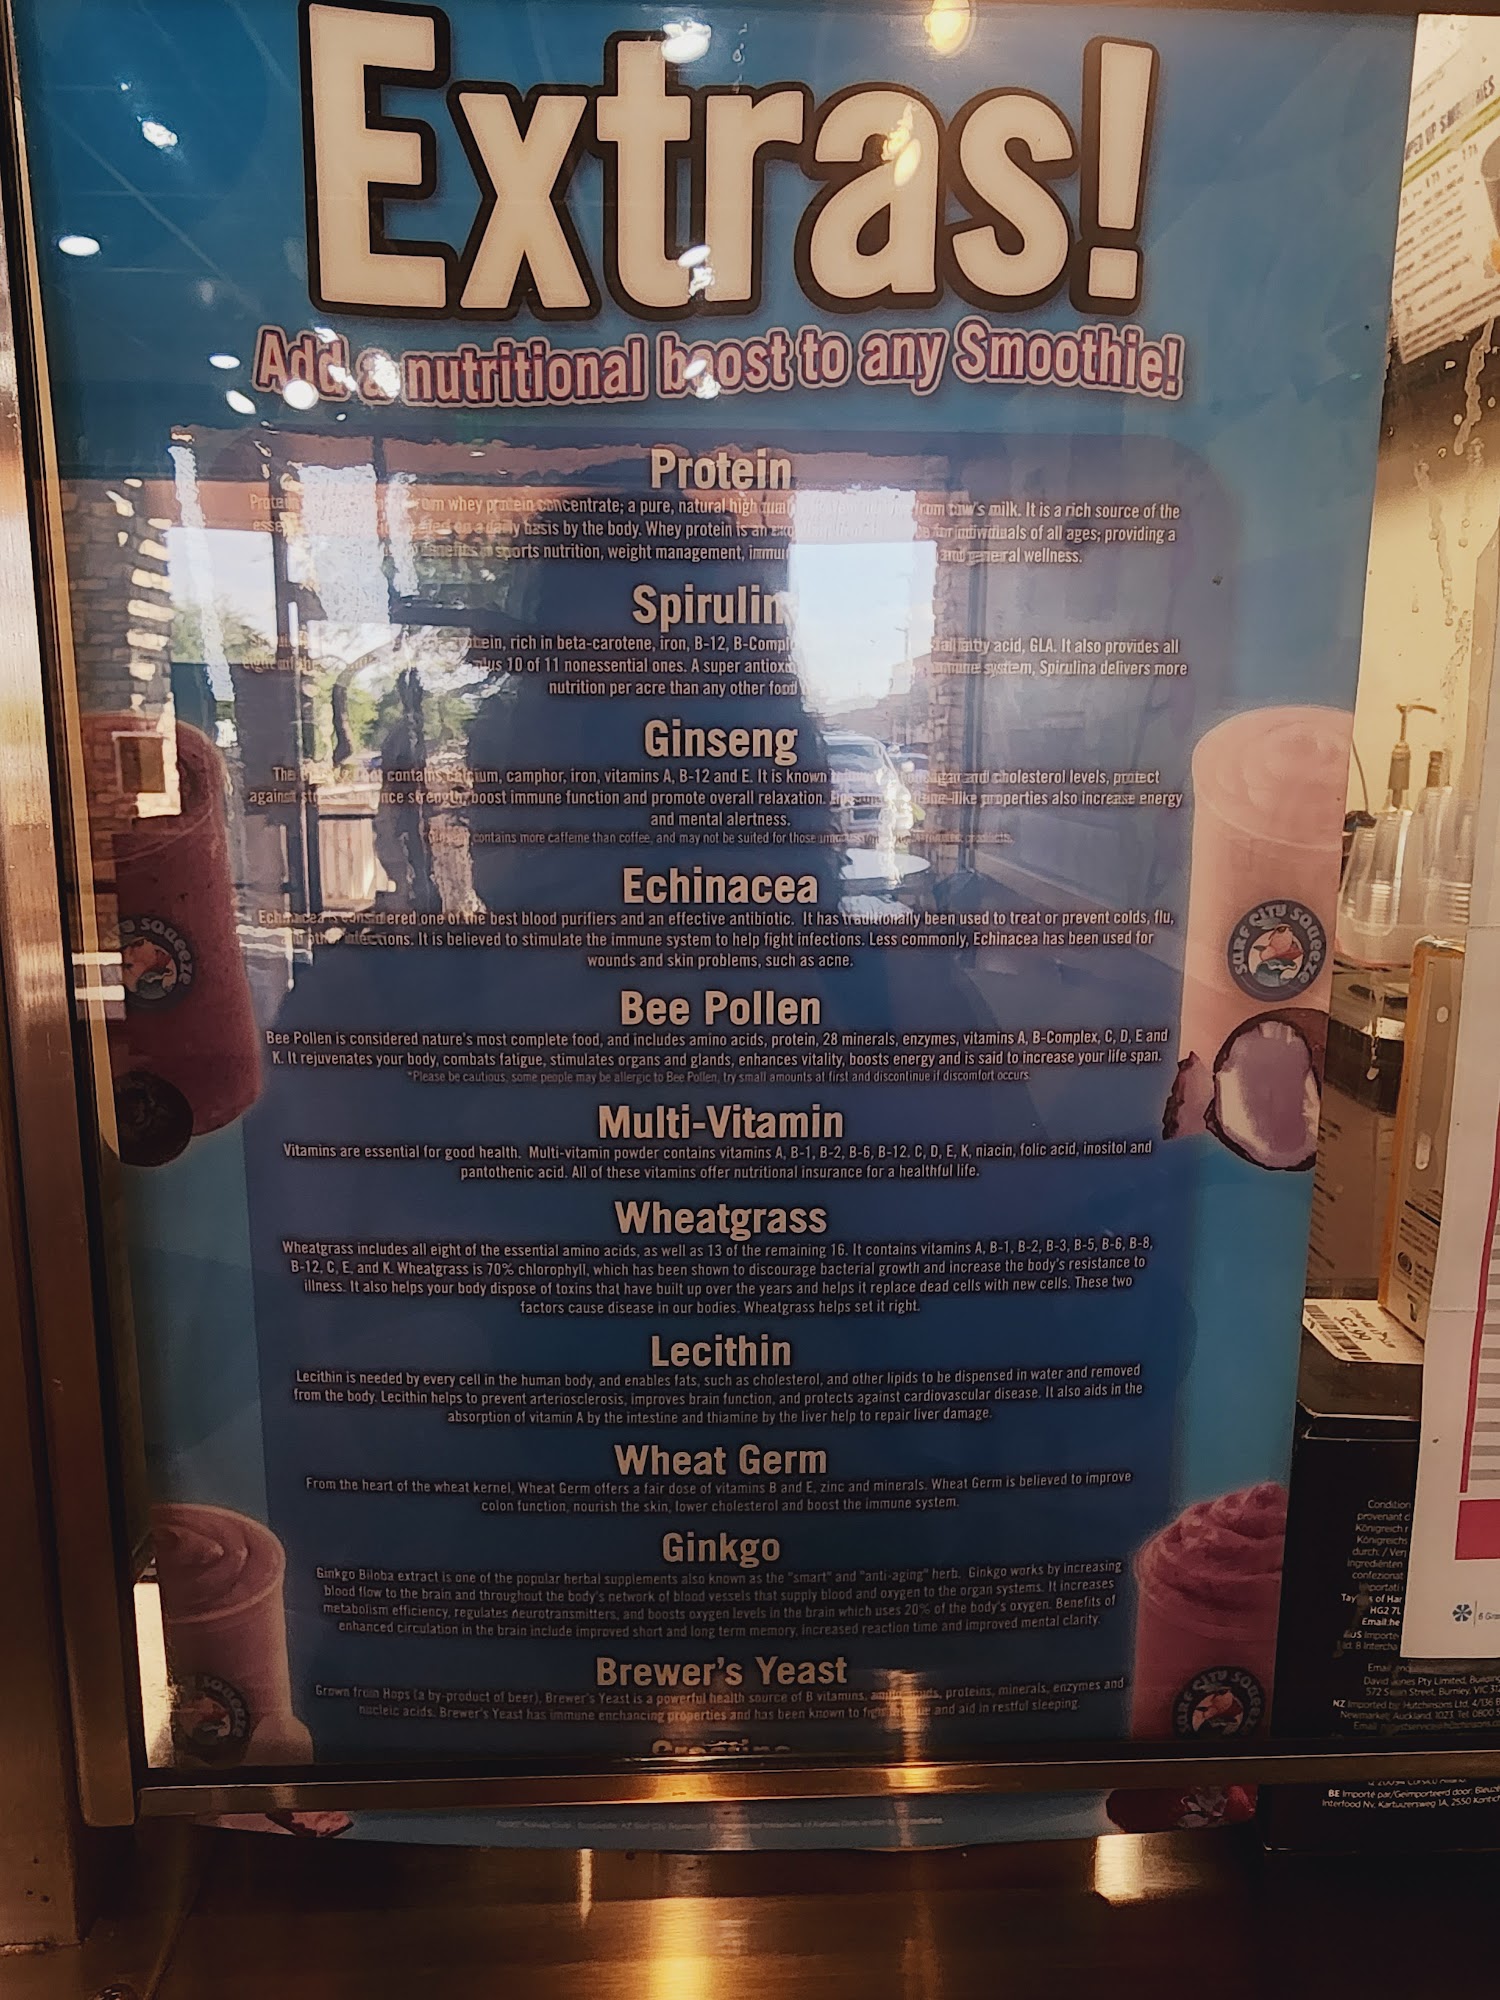 Extras!
Add a nutritional boost to any Smoothie!
Protein
whey protein concentrate; a pure, natural high cow's milk. It is a rich source of the
on a daily basis by the body. Whey protein is an for individuals of all ages; providing a
benefits sports nutrition, weight management, and general wellness.
rich in beta-carotene, iron, B-12, fatty acid, GLA. It also provides all
plus 10 of 11 nonessential ones. A super system, Spirulina delivers more
nutrition per acre than any other food
Ginseng
The contains calcium, camphor, iron, vitamins A, B-12 and E. It is known and cholesterol levels, protect
against strength, boost immune function and promote overall relaxation. properties also increase energy
and mental alertness.
contains more caffeine than coffee, and may not be suited for those
Echinacea
Echinacea is considered one of the best blood purifiers and an effective antibiotic. It has traditionally been used to treat or prevent colds, flu,
and other infections. It is believed to stimulate the immune system to help fight infections. Less commonly, Echinacea has been used for
wounds and skin problems, such as acne.
Bee Pollen
Bee Pollen is considered nature's most complete food, and includes amino acids, protein, 28 minerals, enzymes, vitamins A, B-Complex, C, D, E and
K. It rejuvenates your body, combats fatigue, stimulates organs and glands, enhances vitality, boosts energy and is said to increase your life span.
*Please be cautious, some people may be allergic to Bee Pollen, try small amounts at first and discontinue if discomfort occurs.
Multi-Vitamin
Vitamins are essential for good health. Multi-vitamin powder contains vitamins A, B-1, B-2, B-6, B-12. C, D, E, K, niacin, folic acid, inositol and
pantothenic acid. All of these vitamins offer nutritional insurance for a healthful life.
Wheatgrass
Wheatgrass includes all eight of the essential amino acids, as well as 13 of the remaining 16. It contains vitamins A, B-1, B-2, B-3, B-5, B-6, B-8,
B-12, C, E, and K. Wheatgrass is 70% chlorophyll, which has been shown to discourage bacterial growth and increase the body's resistance to
illness. It also helps your body dispose of toxins that have built up over the years and helps it replace dead cells with new cells. These two
factors cause disease in our bodies. Wheatgrass helps set it right.
Lecithin
Lecithin is needed by every cell in the human body, and enables fats, such as cholesterol, and other lipids to be dispensed in water and removed
from the body. Lecithin helps to prevent arteriosclerosis, improves brain function, and protects against cardiovascular disease. It also aids in the
absorption of vitamin A by the intestine and thiamine by the liver help to repair liver damage.
Wheat Germ
From the heart of the wheat kernel, Wheat Germ offers a fair dose of vitamins B and E, zinc and minerals. Wheat Germ is believed to improve
colon function, nourish the skin, lower cholesterol and boost the immune system.
Ginkgo
Ginkgo Biloba extract is one of the popular herbal supplements also known as the "smart" and "anti-aging" herb. Ginkgo works by increasing
blood flow to the brain and throughout the body's network of blood vessels that supply blood and oxygen to the organ systems. It increases
metabolism efficiency, regulates neurotransmitters, and boosts oxygen levels in the brain which uses 20% of the body's oxygen. Benefits of
enhanced circulation in the brain include improved short and long term memory, increased reaction time and improved mental clarity.
Brewer's Yeast
Grown from Hops (a by-product of beer), Brewer's Yeast is a powerful health source of B vitamins, amino acids, proteins, minerals, enzymes and
nucleic acids. Brewer's Yeast has immune enchancing properties and has been known to fight fatigue and aid in restful sleeping.
SURF CITY SQUEEZE
$2.99